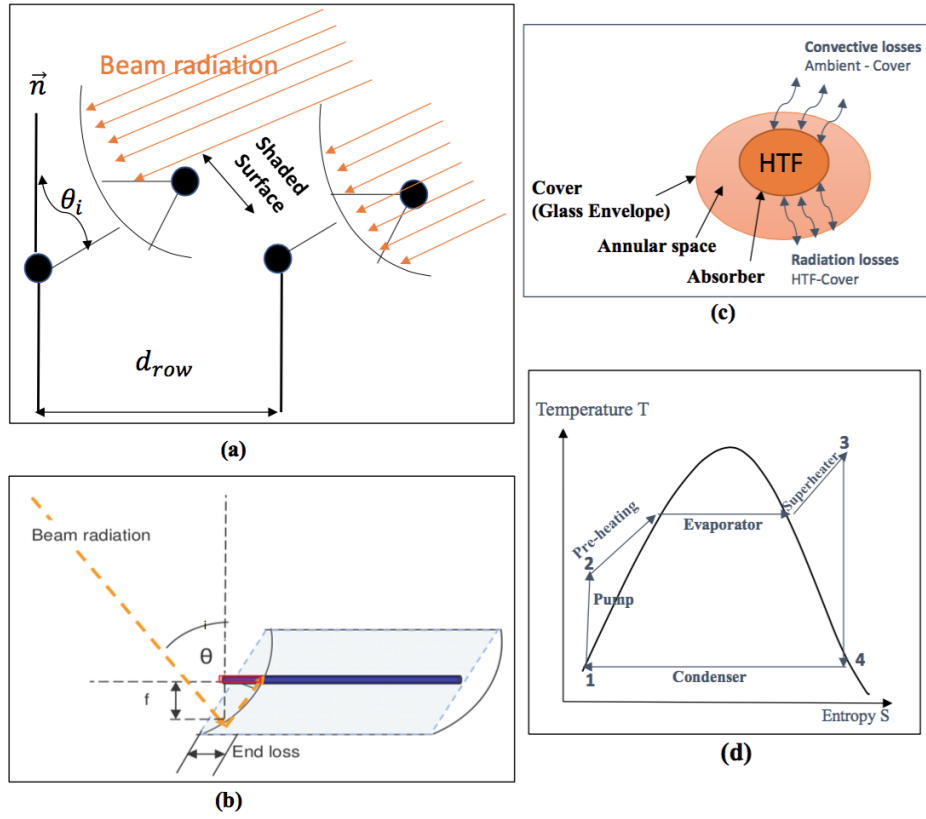 Beam radiation
n
θi
Shaded
Surface
drow
(a)
Beam radiation
i
θ
f
End loss
(b)
Convective losses
Ambient - Cover
HTF
Cover
(Glass Envelope)
Annular space
Absorber
Radiation losses
HTF-Cover
(c)
Temperature T
3
Superheater
Pre-heating
Evaporator
2
Pump
4
1
Condenser
Entropy S
(d)